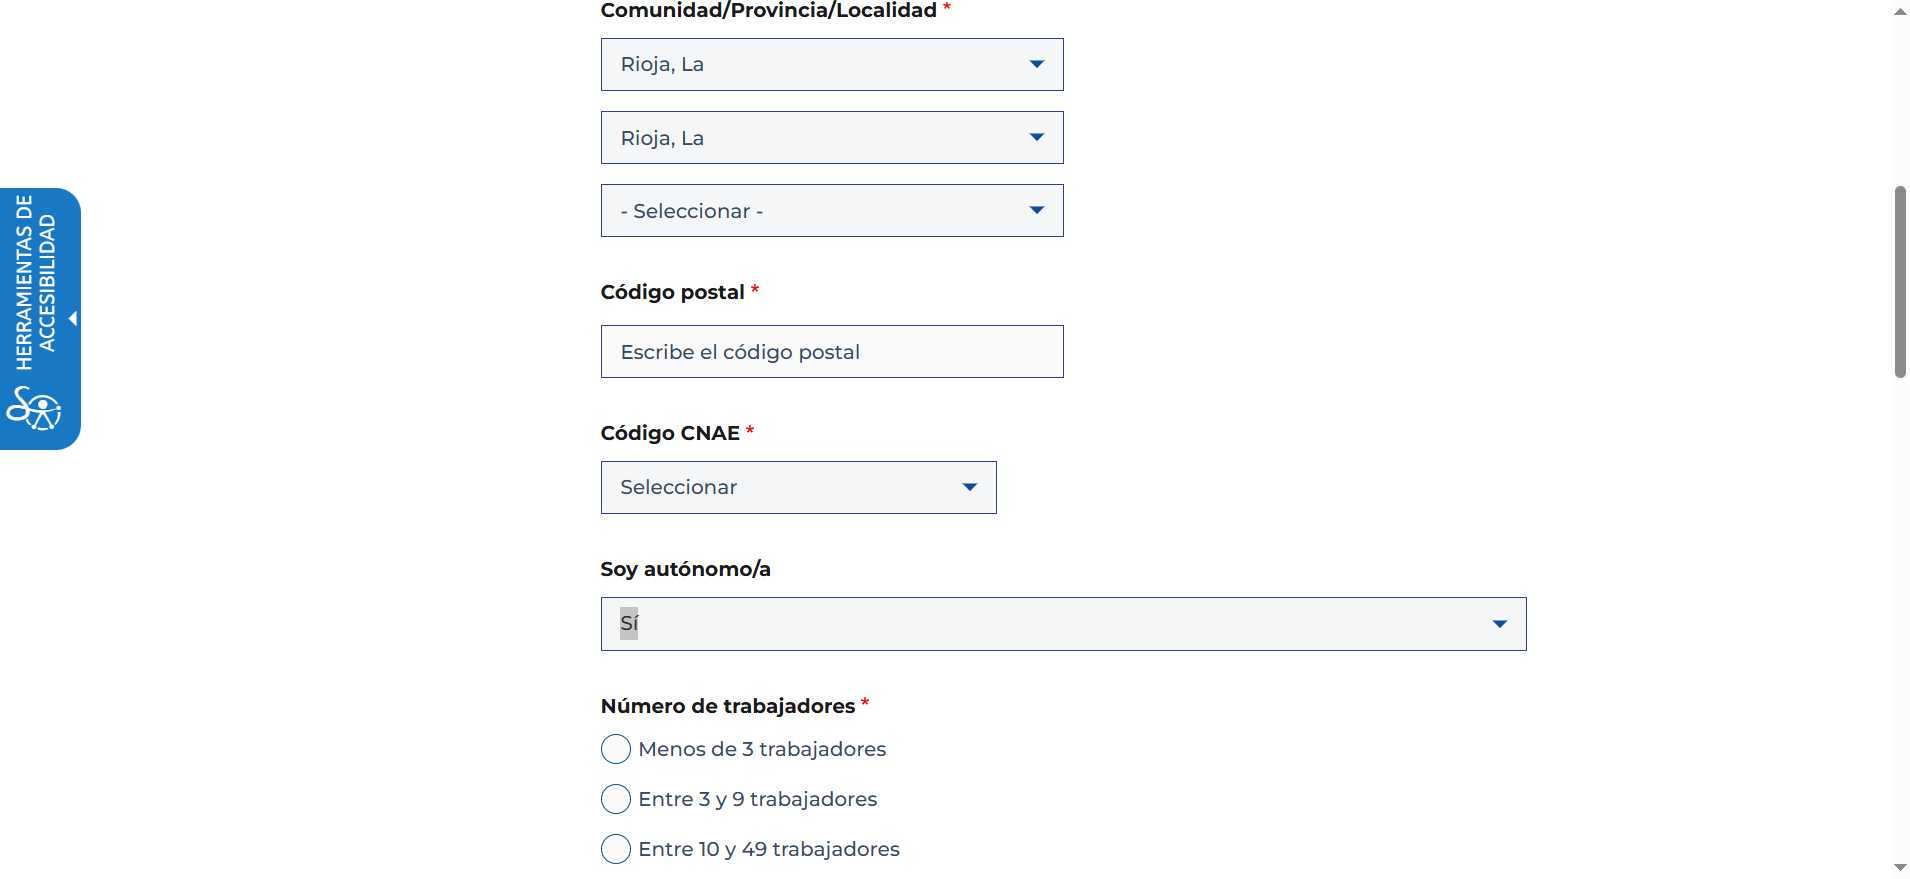 Comunidad/Provincia/Localidad *
Rioja, La
Rioja, La
- Seleccionar -
HERRAMIENTAS DE
ACCESIBILIDAD
Código postal *
Escribe el código postal
Código CNAE *
Seleccionar
Soy autónomo/a
Sí
Número de trabajadores *
Menos de 3 trabajadores
Entre 3 y 9 trabajadores
Entre 10 y 49 trabajadores